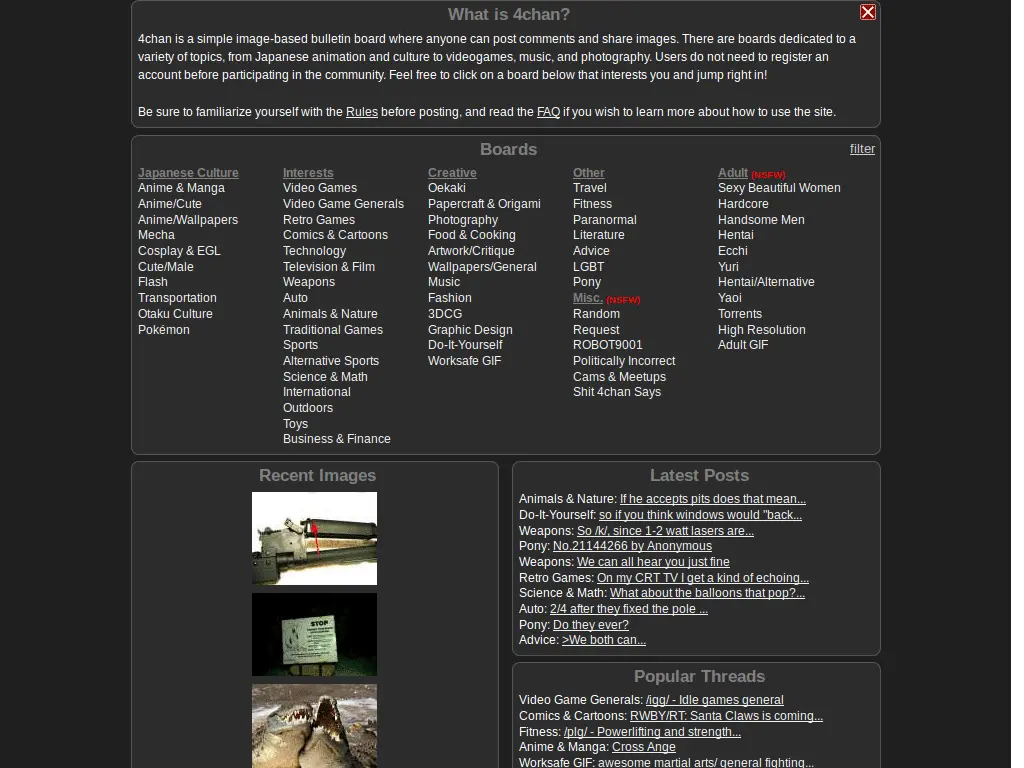 What is 4chan?
4chan is a simple image-based bulletin board where anyone can post comments and share images. There are boards dedicated to a
variety of topics, from Japanese animation and culture to videogames, music, and photography. Users do not need to register an
account before participating in the community. Feel free to click on a board below that interests you and jump right in!
Be sure to familiarize yourself with the Rules before posting, and read the FAQ if you wish to learn more about how to use the site.
Boards
filter
Japanese Culture
Anime & Manga
Anime/Cute
Anime/Wallpapers
Mecha
Cosplay & EGL
Cute/Male
Flash
Transportation
Otaku Culture
Pokémon
Interests
Video Games
Video Game Generals
Retro Games
Comics & Cartoons
Technology
Television & Film
Weapons
Auto
Animals & Nature
Traditional Games
Sports
Alternative Sports
Science & Math
International
Outdoors
Toys
Business & Finance
Creative
Oekaki
Papercraft & Origami
Photography
Food & Cooking
Artwork/Critique
Wallpapers/General
Music
Fashion
3DCG
Graphic Design
Do-It-Yourself
Worksafe GIF
Other
Travel
Fitness
Paranormal
Literature
Advice
LGBT
Pony
Misc. (NSFW)
Random
Request
ROBOT9001
Politically Incorrect
Cams & Meetups
Shit 4chan Says
Adult (NSFW)
Sexy Beautiful Women
Hardcore
Handsome Men
Hentai
Ecchi
Yuri
Hentai/Alternative
Yaoi
Torrents
High Resolution
Adult GIF
Recent Images
STOP
Latest Posts
Animals & Nature: If he accepts pits does that mean...
Do-It-Yourself: so if you think windows would "back...
Weapons: So /k/, since 1-2 watt lasers are...
Pony: No.21144266 by Anonymous
Weapons: We can all hear you just fine
Retro Games: On my CRT TV I get a kind of echoing...
Science & Math: What about the balloons that pop?...
Auto: 2/4 after they fixed the pole ...
Pony: Do they ever?
Advice: >We both can...
Popular Threads
Video Game Generals: /igg/ - Idle games general
Comics & Cartoons: RWBY/RT: Santa Claws is coming...
Fitness: /plg/ - Powerlifting and strength...
Anime & Manga: Cross Ange
Worksafe GIF: awesome martial arts/ general fighting...